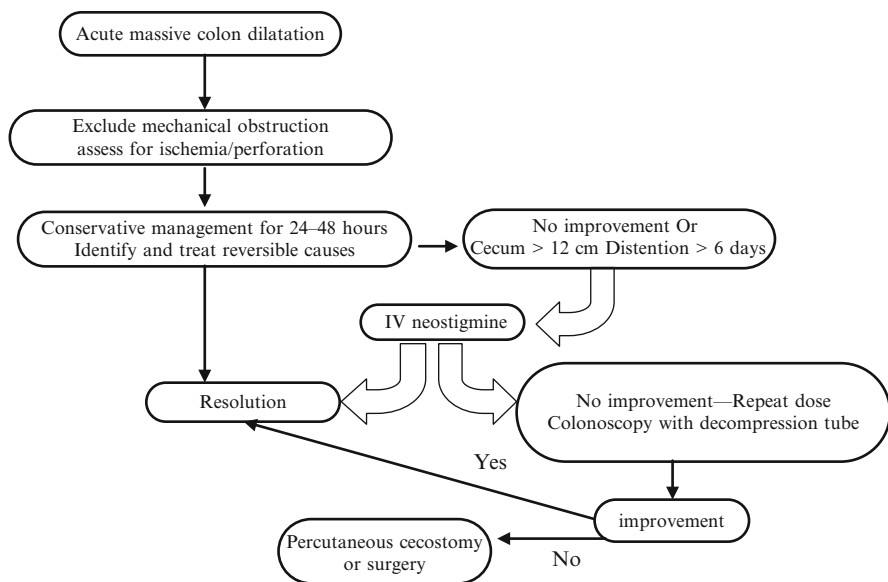 Acute massive colon dilatation
Exclude mechanical obstruction
assess for ischemia/perforation
Conservative management for 24–48 hours
Identify and treat reversible causes
No improvement Or
Cecum > 12 cm Distention > 6 days
IV neostigmine
Resolution
No improvement—Repeat dose
Colonoscopy with decompression tube
Yes
improvement
No
Percutaneous cecostomy
or surgery